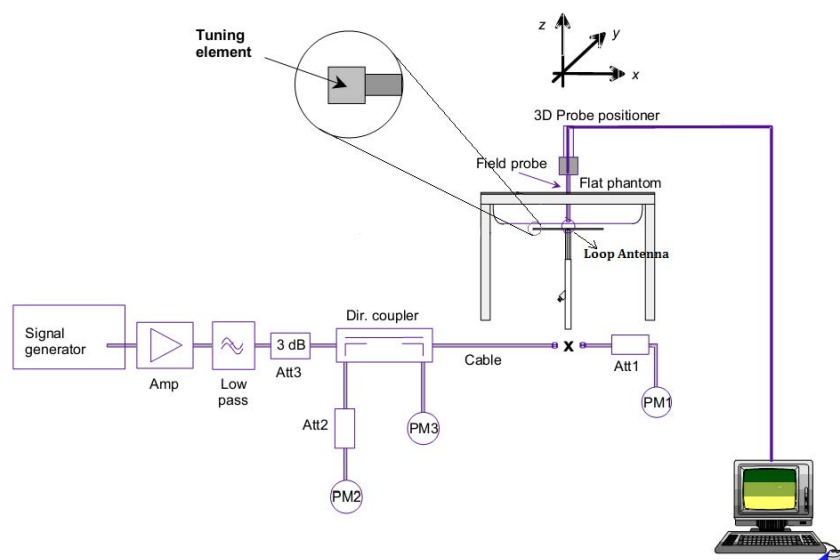 Tuning
element
z
y
x
3D Probe positioner
Field probe
Flat phantom
Loop Antenna
Signal
generator
Amp
Low
pass
3 dB
Att3
Dir. coupler
Cable
x
Att1
PM1
Att2
PM3
PM2